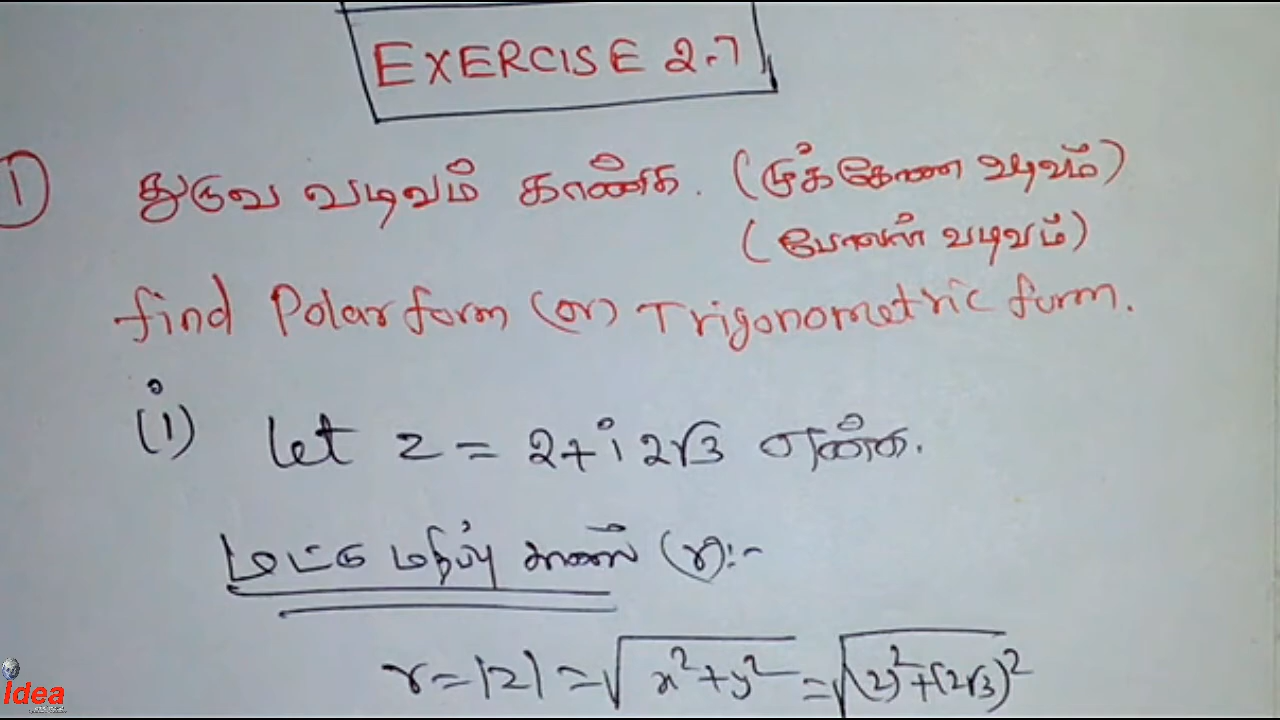 EXERCISE 2.7
① துருவ வடிவம் காண்க. (முக்கோண வடிவம்)
(போலார் வடிவம்)
find Polar form (or) Trigonometric form.
(i) Let z = 2+i2√3 என்க.
மட்டு மதிப்பு காணல் (r):-
r=|z|=√x²+y² =√(2)²+(2√3)²
Idea